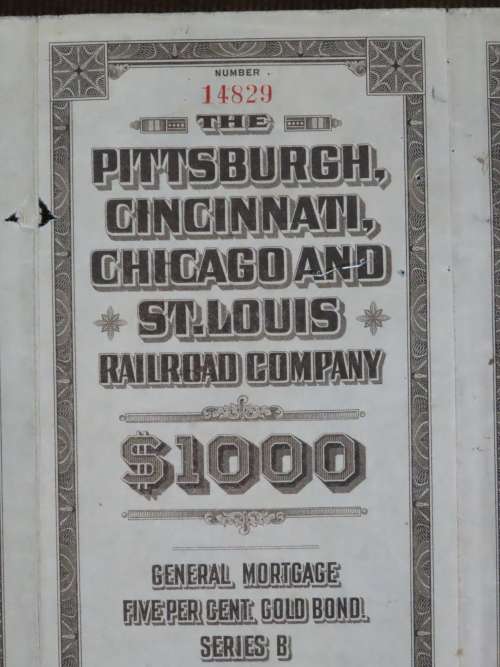 NUMBER
14829
THE
PITTSBURGH,
CINCINNATI,
CHICAGO AND
ST. LOUIS
RAILROAD COMPANY
$1000
GENERAL MORTGAGE
FIVE PER CENT. GOLD BOND.
SERIES B